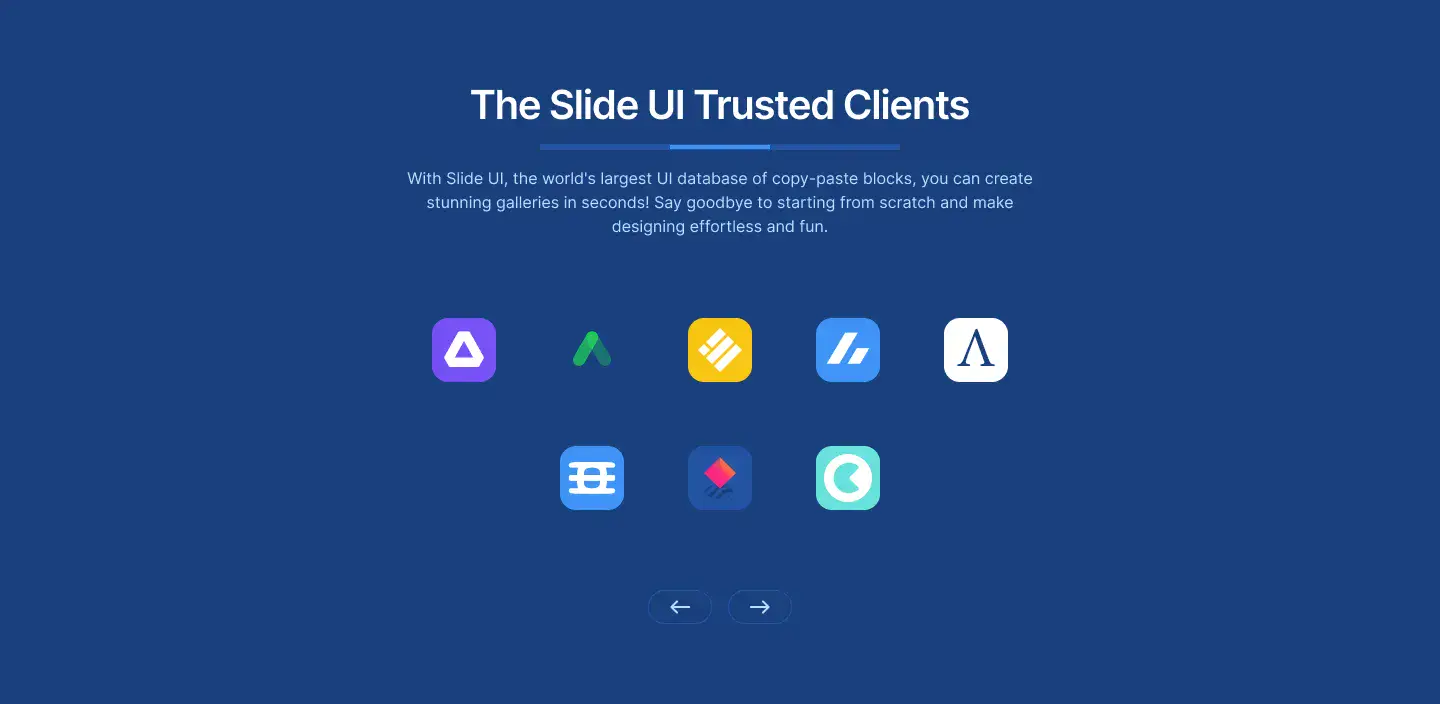 The Slide UI Trusted Clients
With Slide UI, the world's largest UI database of copy-paste blocks, you can create
stunning galleries in seconds! Say goodbye to starting from scratch and make
designing effortless and fun.